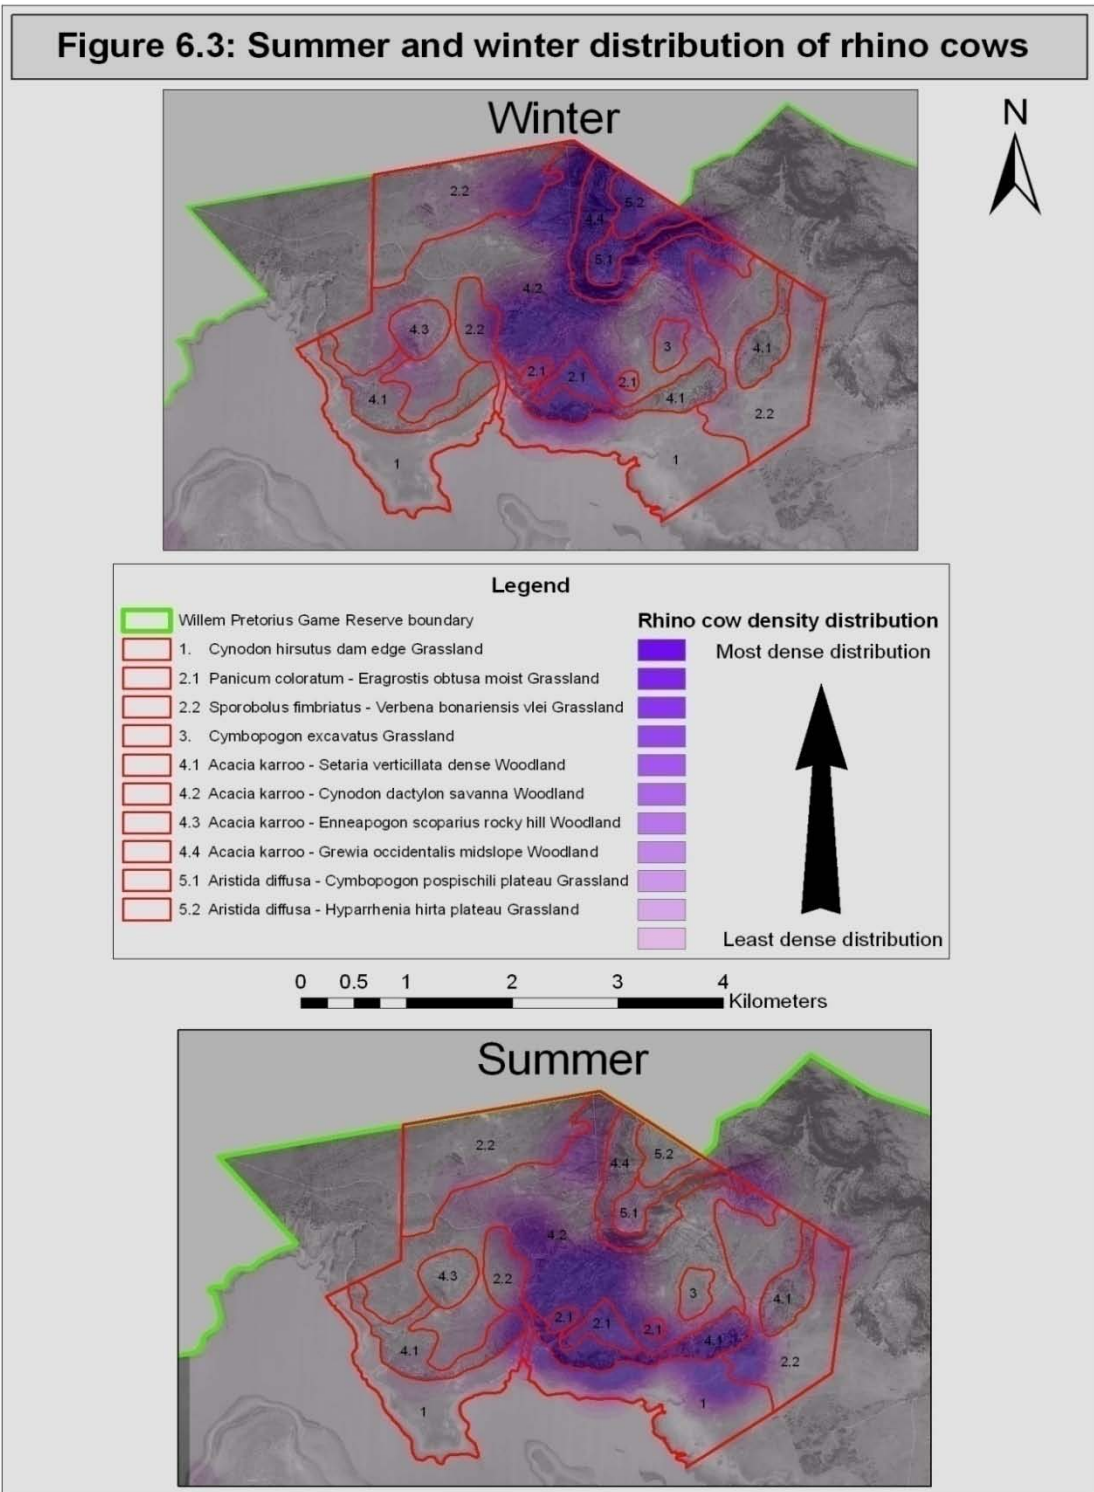 Figure 6.3: Summer and winter distribution of rhino cows
Winter
N
2.2
5.2
4.4
5.1
4.2
4.3
2.2
3
4.1
2.1
2.1
2.1
4.1
4.1
2.2
1
1
Legend
Willem Pretorius Game Reserve boundary
1. Cynodon hirsutus dam edge Grassland
2.1 Panicum coloratum - Eragrostis obtusa moist Grassland
2.2 Sporobolus fimbriatus - Verbena bonariensis vlei Grassland
3. Cymbopogon excavatus Grassland
4.1 Acacia karroo - Setaria verticillata dense Woodland
4.2 Acacia karroo - Cynodon dactylon savanna Woodland
4.3 Acacia karroo - Enneapogon scoparius rocky hill Woodland
4.4 Acacia karroo - Grewia occidentalis midslope Woodland
5.1 Aristida diffusa - Cymbopogon pospischili plateau Grassland
5.2 Aristida diffusa - Hyparrhenia hirta plateau Grassland
Rhino cow density distribution
Most dense distribution
Least dense distribution
0 0.5 1 2 3 4
Kilometers
Summer
2.2
5.2
4.4
5.1
4.2
4.3
2.2
3
4.1
2.1
2.1
2.1
4.1
4.1
2.2
1
1